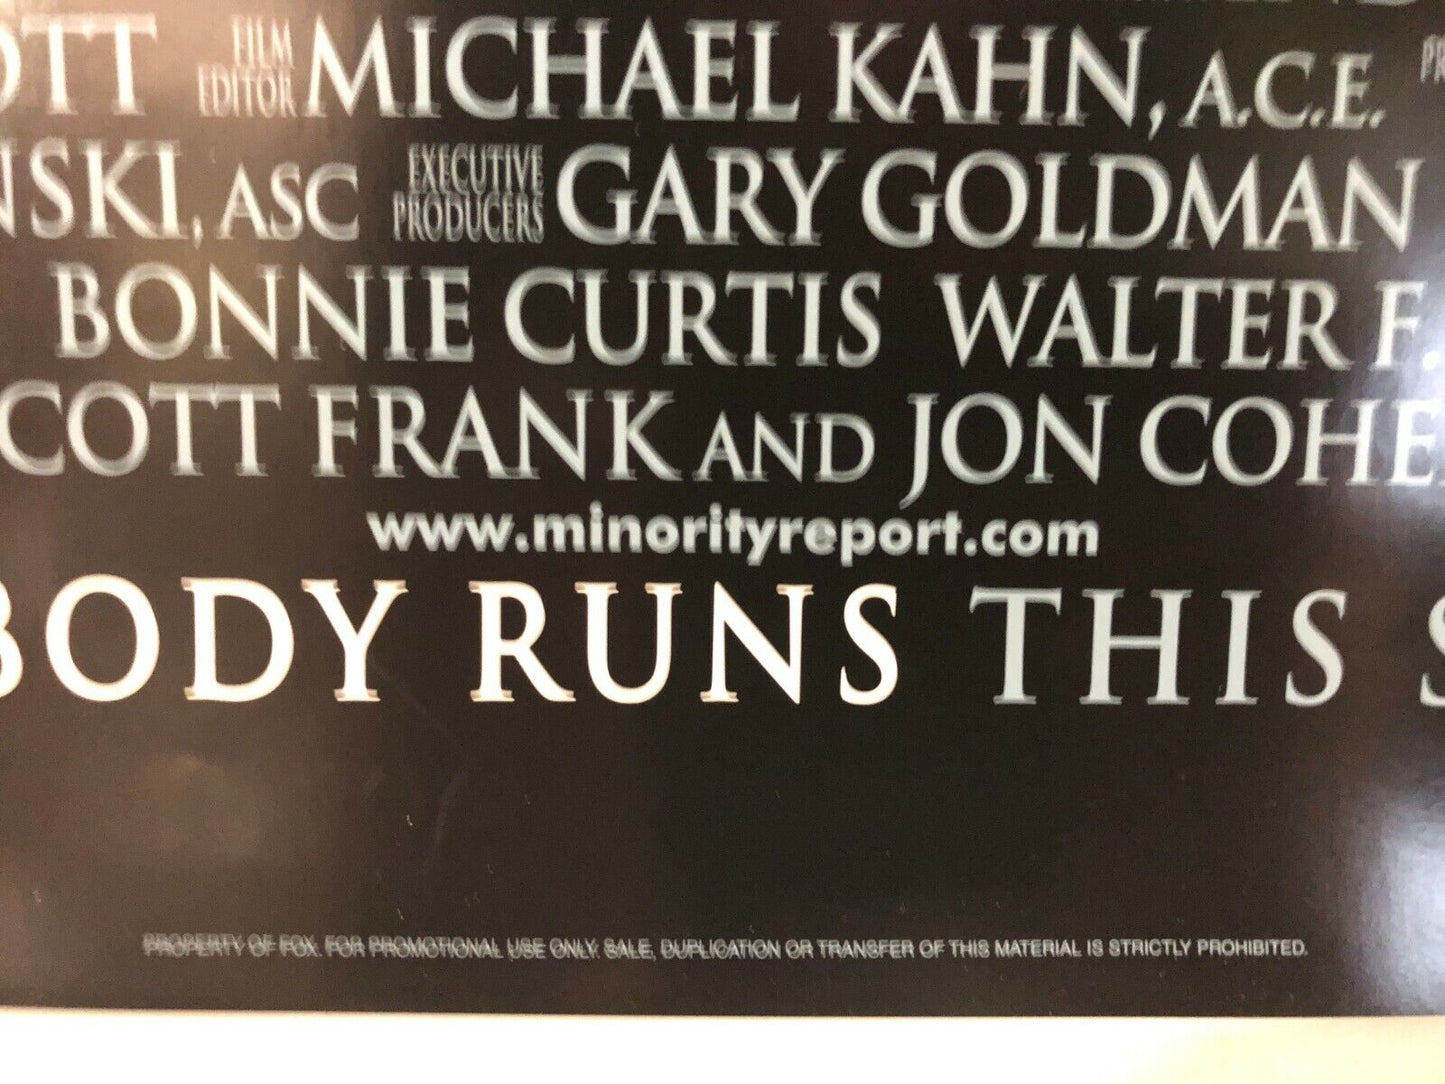 OTT FILM EDITOR MICHAEL KAHN, A.C.E. PR
NSKI, ASC EXECUTIVE PRODUCERS GARY GOLDMAN
BONNIE CURTIS WALTER F.
COTT FRANK AND JON COHE
www.minorityreport.com
BODY RUNS THIS S
PROPERTY OF FOX. FOR PROMOTIONAL USE ONLY. SALE, DUPLICATION OR TRANSFER OF THIS MATERIAL IS STRICTLY PROHIBITED.